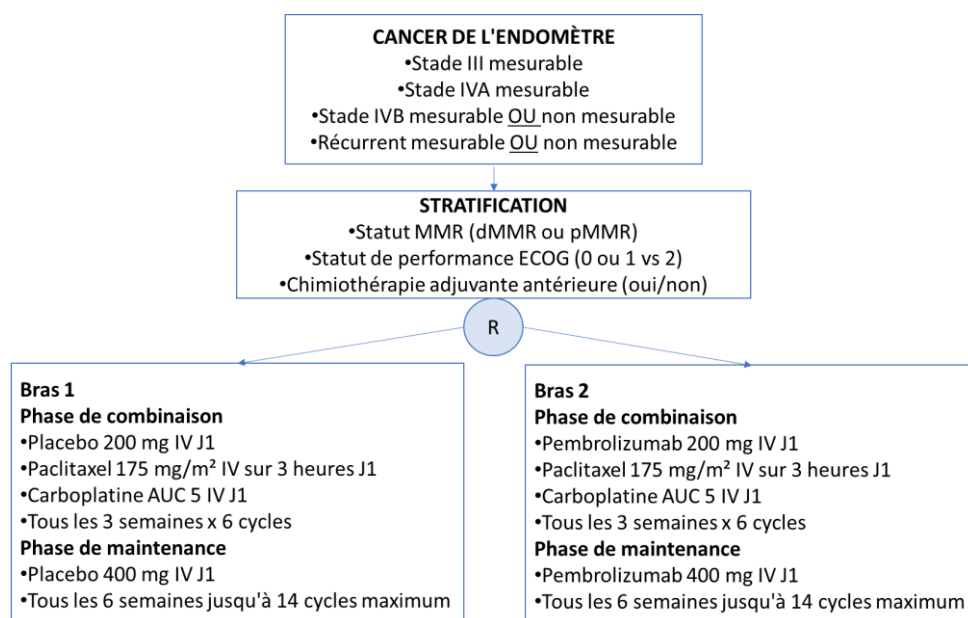 CANCER DE L'ENDOMÈTRE
•Stade III mesurable
•Stade IVA mesurable
•Stade IVB mesurable OU non mesurable
•Récurrent mesurable OU non mesurable
STRATIFICATION
•Statut MMR (dMMR ou pMMR)
•Statut de performance ECOG (0 ou 1 vs 2)
•Chimiothérapie adjuvante antérieure (oui/non)
R
Bras 1
Phase de combinaison
•Placebo 200 mg IV J1
•Paclitaxel 175 mg/m² IV sur 3 heures J1
•Carboplatine AUC 5 IV J1
•Tous les 3 semaines x 6 cycles
Phase de maintenance
•Placebo 400 mg IV J1
•Tous les 6 semaines jusqu'à 14 cycles maximum
Bras 2
Phase de combinaison
•Pembrolizumab 200 mg IV J1
•Paclitaxel 175 mg/m² IV sur 3 heures J1
•Carboplatine AUC 5 IV J1
•Tous les 3 semaines x 6 cycles
Phase de maintenance
•Pembrolizumab 400 mg IV J1
•Tous les 6 semaines jusqu'à 14 cycles maximum